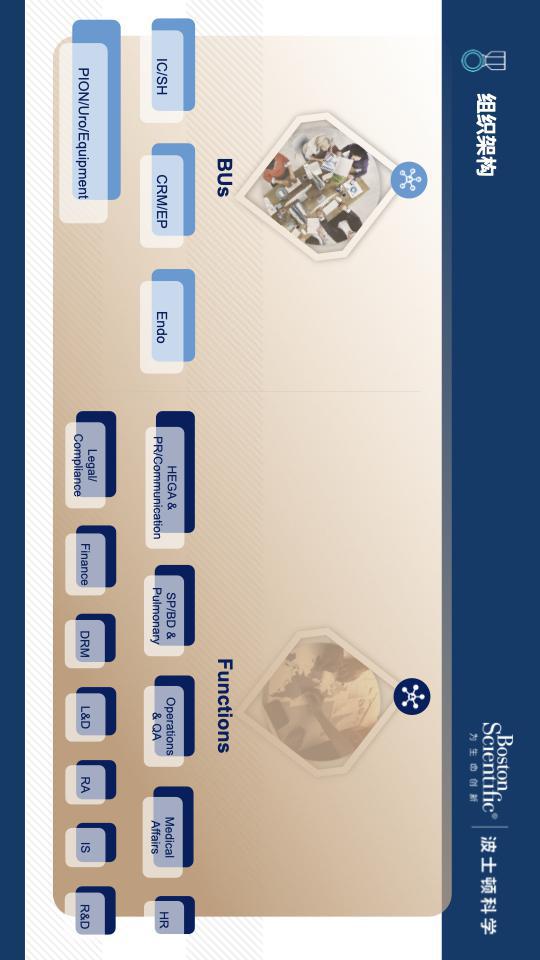 组织架构
Boston
Scientific®
为生命创新
波士顿科学
BUs
IC/SH
CRM/EP
Endo
PION/Uro/Equipment
Functions
HEGA &
PR/Communication
SP/BD &
Pulmonary
Operations
& QA
Medical
Affairs
HR
Legal/
Compliance
Finance
DRM
L&D
RA
IS
R&D